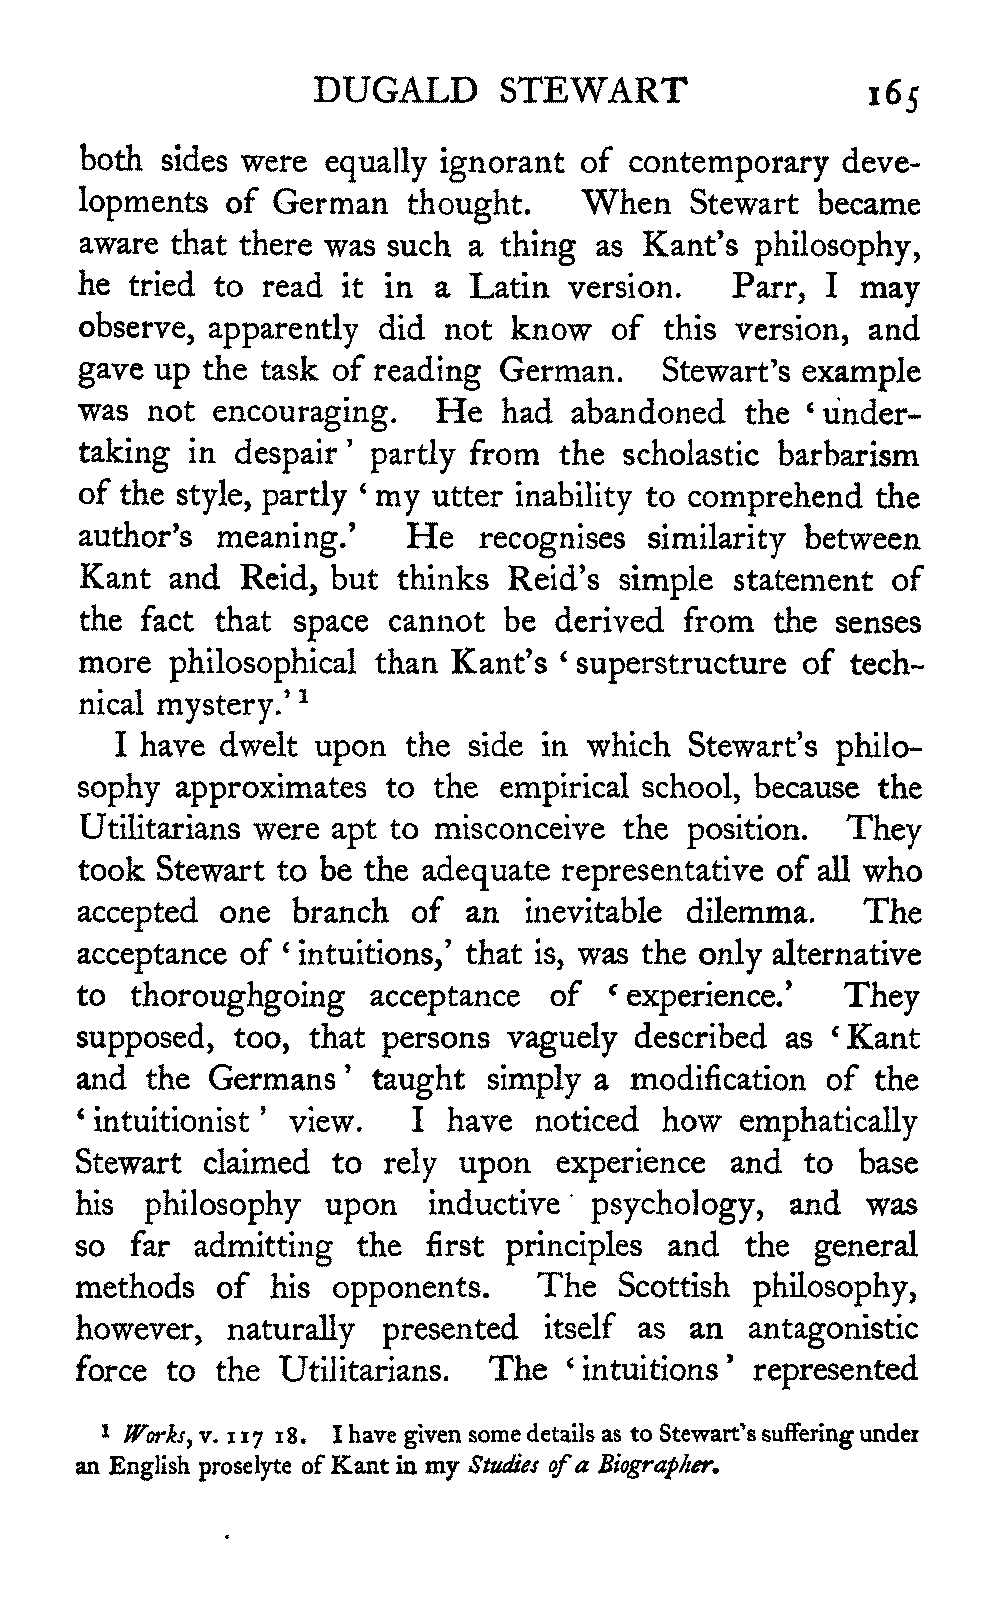 DUGALD STEWART 165
both sides were equally ignorant of contemporary deve-
lopments of German thought. When Stewart became
aware that there was such a thing as Kant's philosophy,
he tried to read it in a Latin version. Parr, I may
observe, apparently did not know of this version, and
gave up the task of reading German. Stewart's example
was not encouraging. He had abandoned the ‘under-
taking in despair’ partly from the scholastic barbarism
of the style, partly ‘my utter inability to comprehend the
author's meaning.’ He recognises similarity between
Kant and Reid, but thinks Reid's simple statement of
the fact that space cannot be derived from the senses
more philosophical than Kant's ‘superstructure of tech-
nical mystery.’ 1
I have dwelt upon the side in which Stewart's philo-
sophy approximates to the empirical school, because the
Utilitarians were apt to misconceive the position. They
took Stewart to be the adequate representative of all who
accepted one branch of an inevitable dilemma. The
acceptance of ‘intuitions,’ that is, was the only alternative
to thoroughgoing acceptance of ‘experience.’ They
supposed, too, that persons vaguely described as ‘Kant
and the Germans’ taught simply a modification of the
‘intuitionist’ view. I have noticed how emphatically
Stewart claimed to rely upon experience and to base
his philosophy upon inductive psychology, and was
so far admitting the first principles and the general
methods of his opponents. The Scottish philosophy,
however, naturally presented itself as an antagonistic
force to the Utilitarians. The ‘intuitions’ represented
1 Works, v. 117 18. I have given some details as to Stewart's suffering under
an English proselyte of Kant in my Studies of a Biographer.